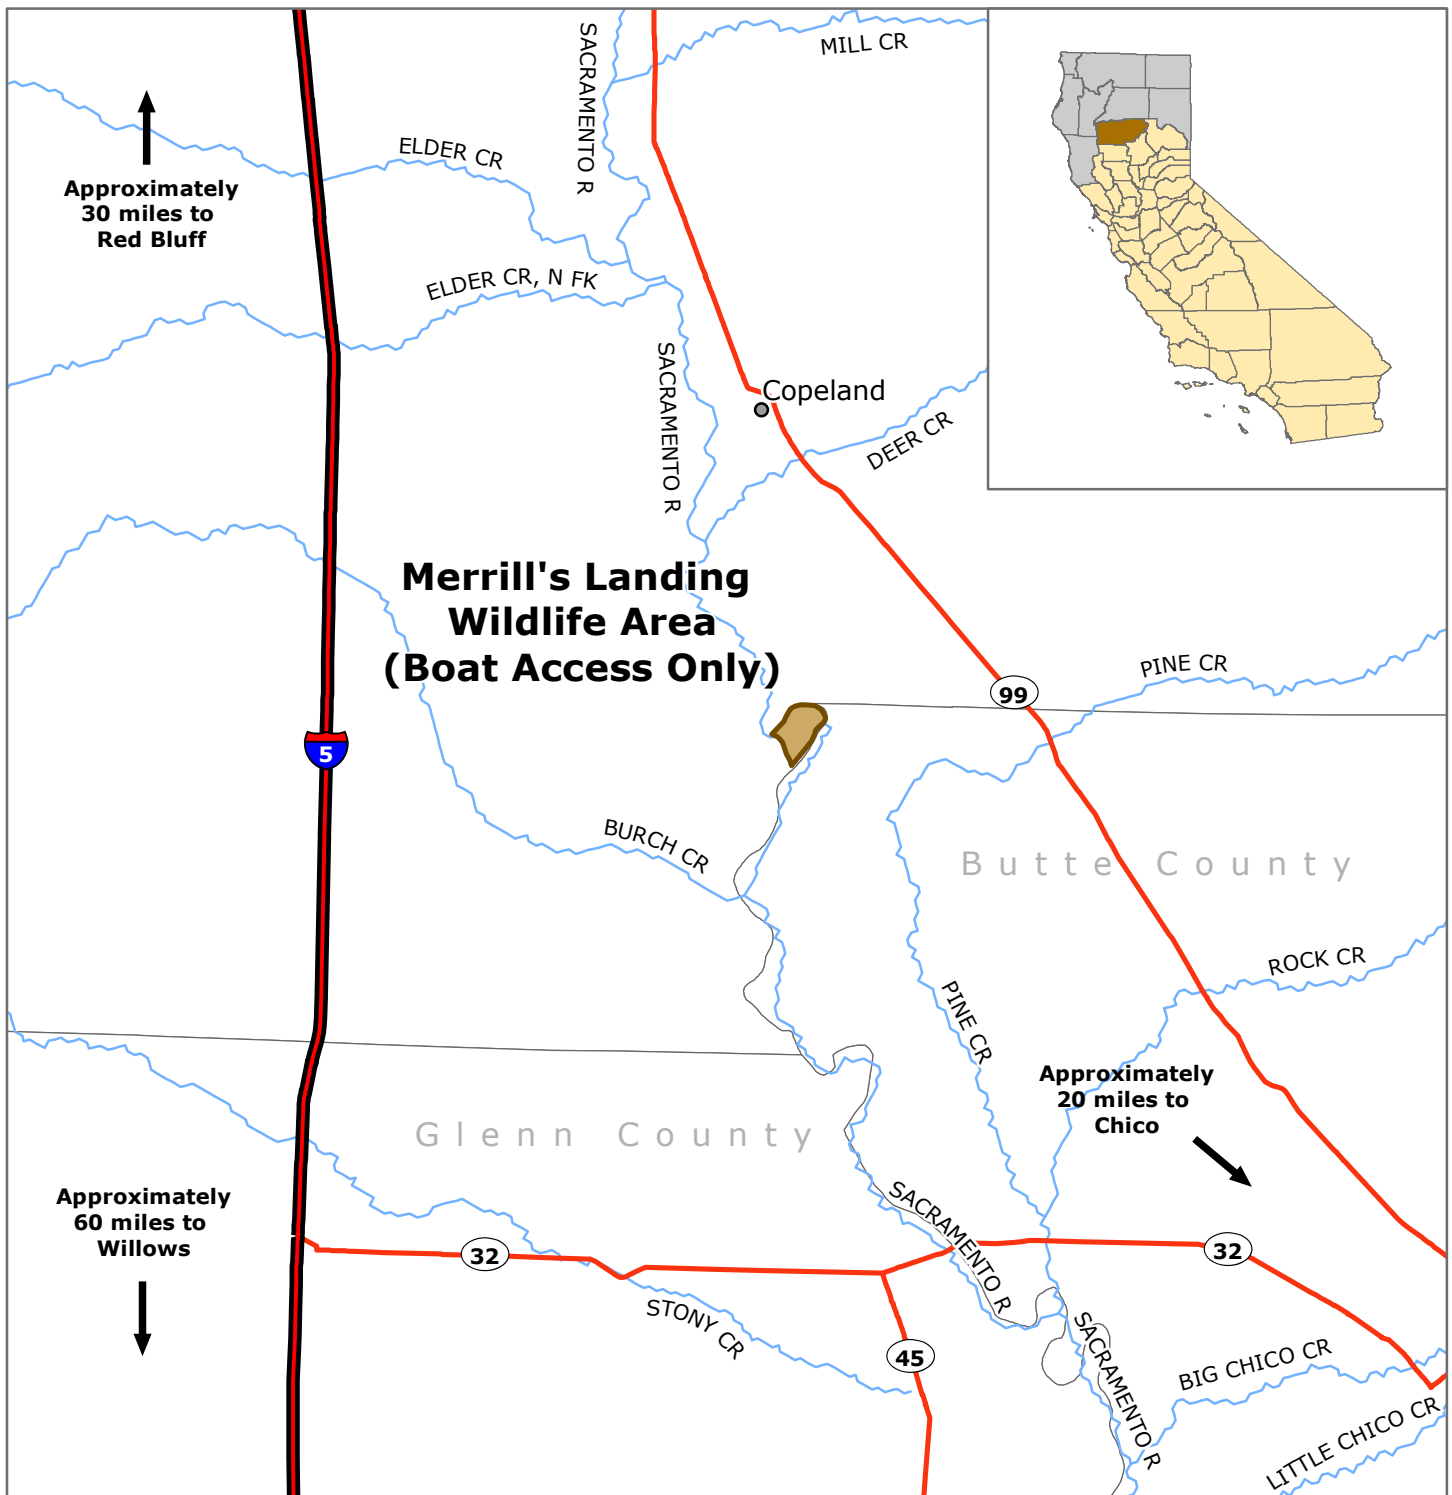 SACRAMENTO R
MILL CR
ELDER CR
Approximately
30 miles to
Red Bluff
ELDER CR, N FK
SACRAMENTO R
Copeland
DEER CR
Merrill's Landing
Wildlife Area
(Boat Access Only)
PINE CR
99
5
BURCH CR
Butte County
ROCK CR
PINE CR
Approximately
20 miles to
Chico
Glenn County
Approximately
60 miles to
Willows
SACRAMENTO R
32
32
STONY CR
45
SACRAMENTO R
BIG CHICO CR
LITTLE CHICO CR